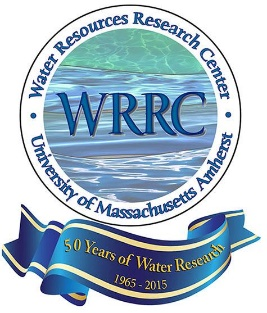 Water Resources Research Center
WRRC
University of Massachusetts Amherst
50 Years of Water Research
1965 - 2015